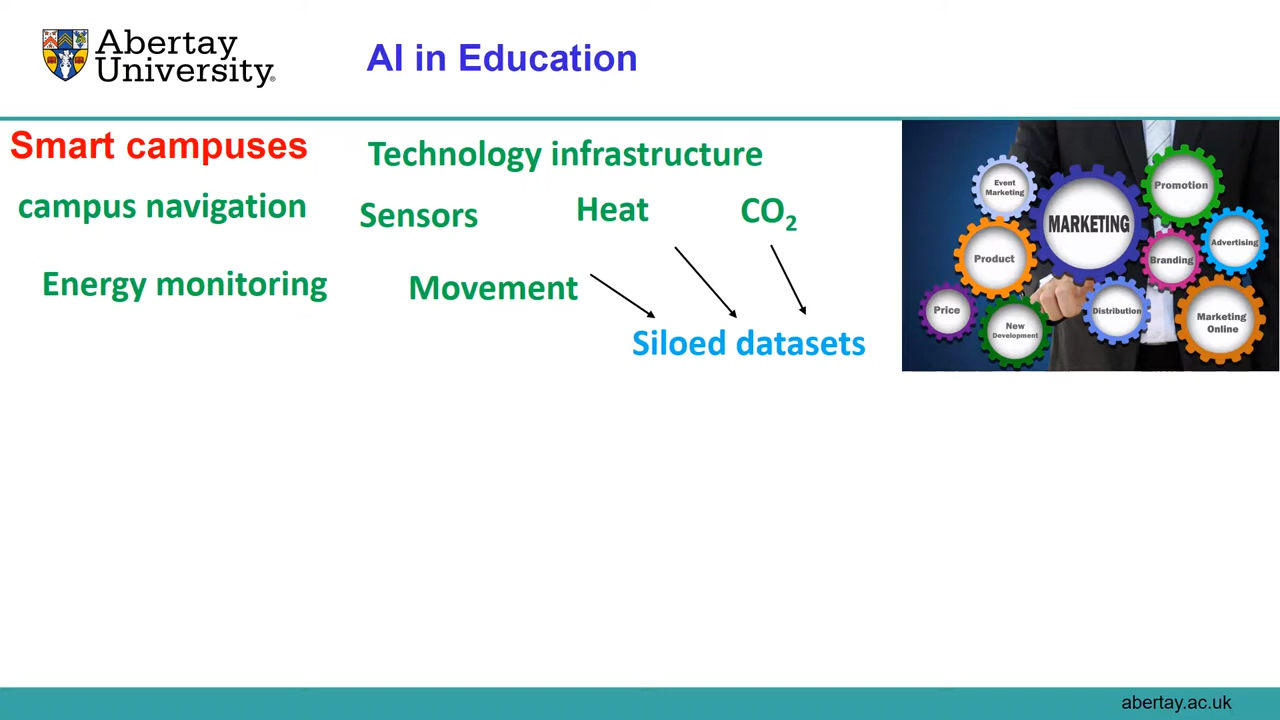 Abertay
University
AI in Education
Smart campuses
Technology infrastructure
campus navigation
Sensors
Heat
CO₂
Energy monitoring
Movement
Siloed datasets
Event
Marketing
MARKETING
Promotion
Product
Branding
Advertising
Price
New
Development
Distribution
Marketing
Online
abertay.ac.uk